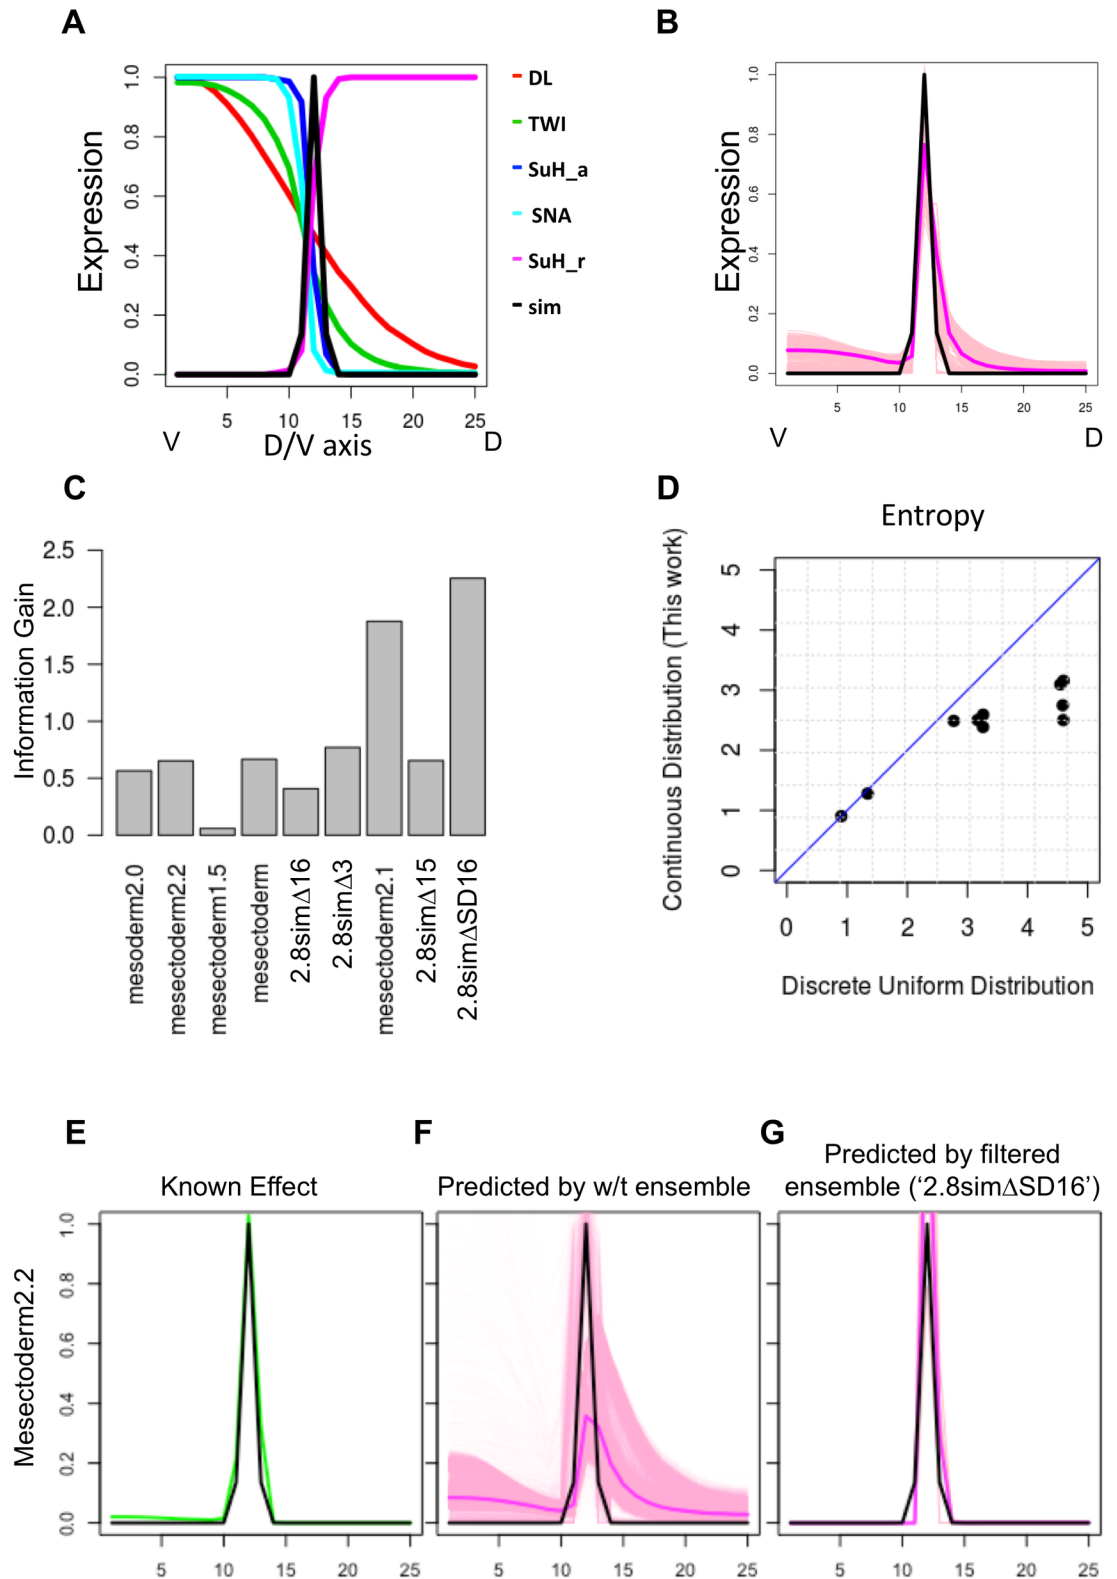 A
B
Expression
0.0
0.2
0.4
0.6
0.8
1.0
5
10
15
20
25
V
D/V axis
D
DL
TWI
SuH_a
SNA
SuH_r
sim
Expression
0.0
0.2
0.4
0.6
0.8
1.0
5
10
15
20
25
V
D
C
Information Gain
0.0
0.5
1.0
1.5
2.0
2.5
mesoderm2.0
mesectoderm2.2
mesectoderm1.5
mesectoderm
2.8simΔ16
2.8simΔ3
mesectoderm2.1
2.8simΔ15
2.8simΔSD16
D
Entropy
Continuous Distribution (This work)
0
1
2
3
4
5
0
1
2
3
4
5
Discrete Uniform Distribution
E
F
G
Known Effect
Predicted by w/t ensemble
Predicted by filtered
ensemble (‘2.8simΔSD16’)
Mesectoderm2.2
0.0
0.2
0.4
0.6
0.8
1.0
5
10
15
20
25
5
10
15
20
25
5
10
15
20
25